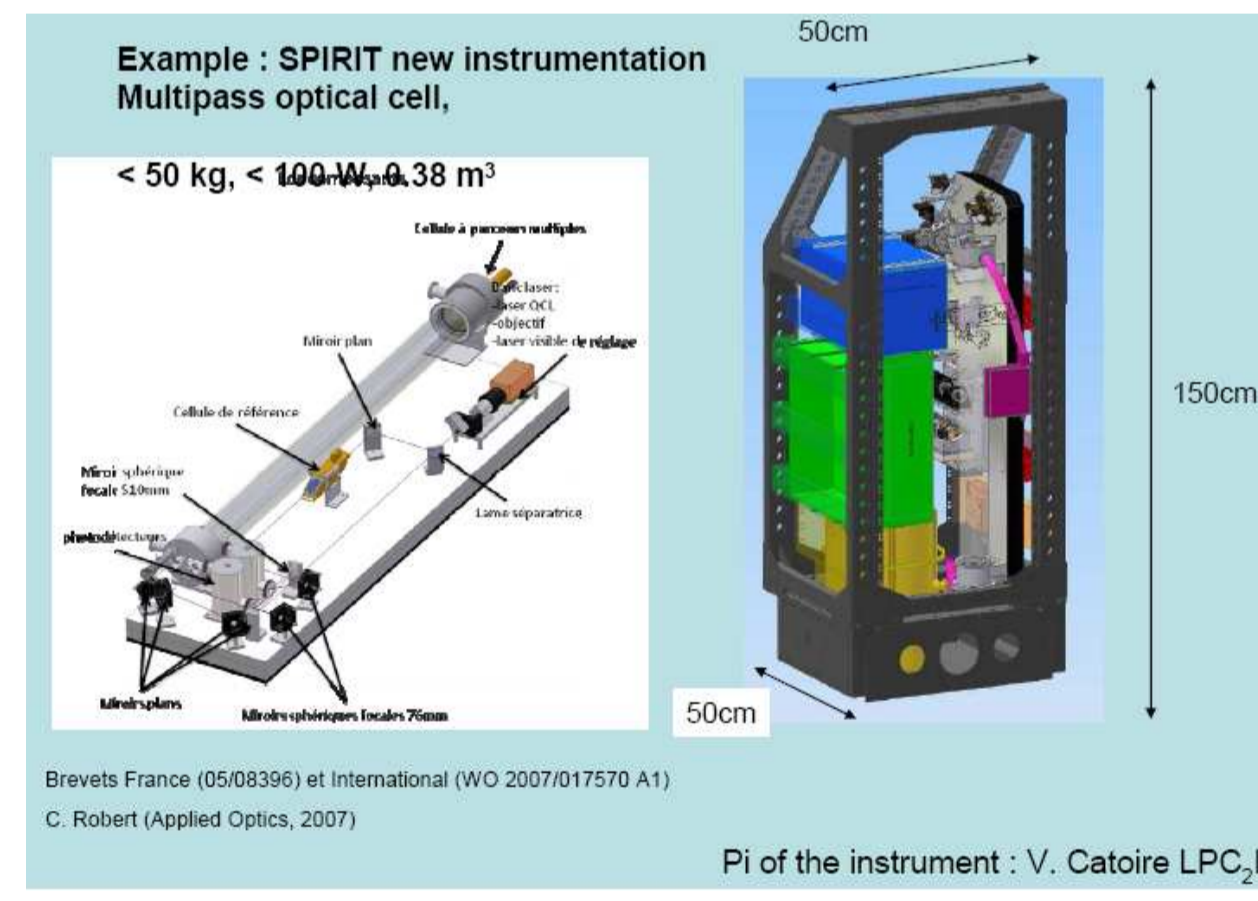 Example : SPIRIT new instrumentation
Multipass optical cell,
< 50 kg, < 100 W, 0.38 m³
Cellule à parcours multiples
laser:
-laser QCL
-objectif
-laser visible de réglage
Miroir plan
Cellule de référence
Miroir sphérique
focale 510mm
photodétecteurs
Lame séparatrice
Miroirs plans
Miroirs sphériques focales 76mm
50cm
150cm
50cm
Brevets France (05/08396) et International (WO 2007/017570 A1)
C. Robert (Applied Optics, 2007)
Pi of the instrument : V. Catoire